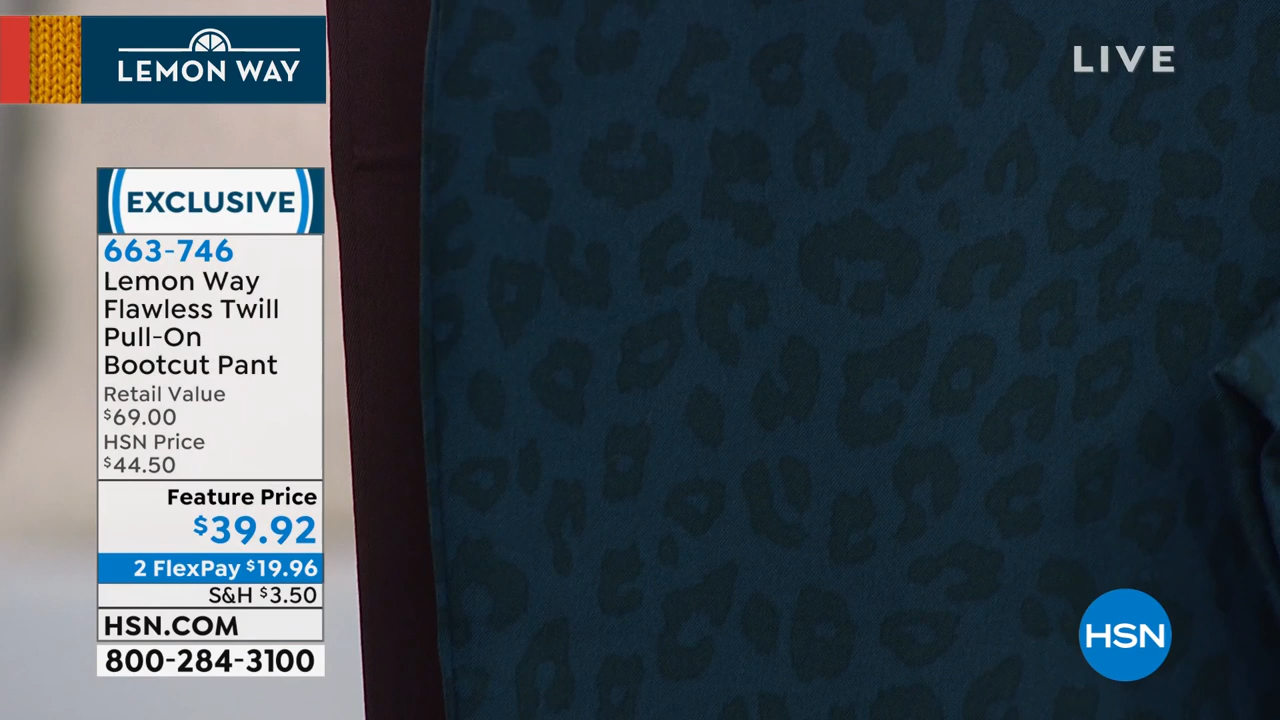 LEMON WAY
LIVE
EXCLUSIVE
663-746
Lemon Way
Flawless Twill
Pull-On
Bootcut Pant
Retail Value
$69.00
HSN Price
$44.50
Feature Price
$39.92
2 FlexPay $19.96
S&H $3.50
HSN.COM
800-284-3100
HSN